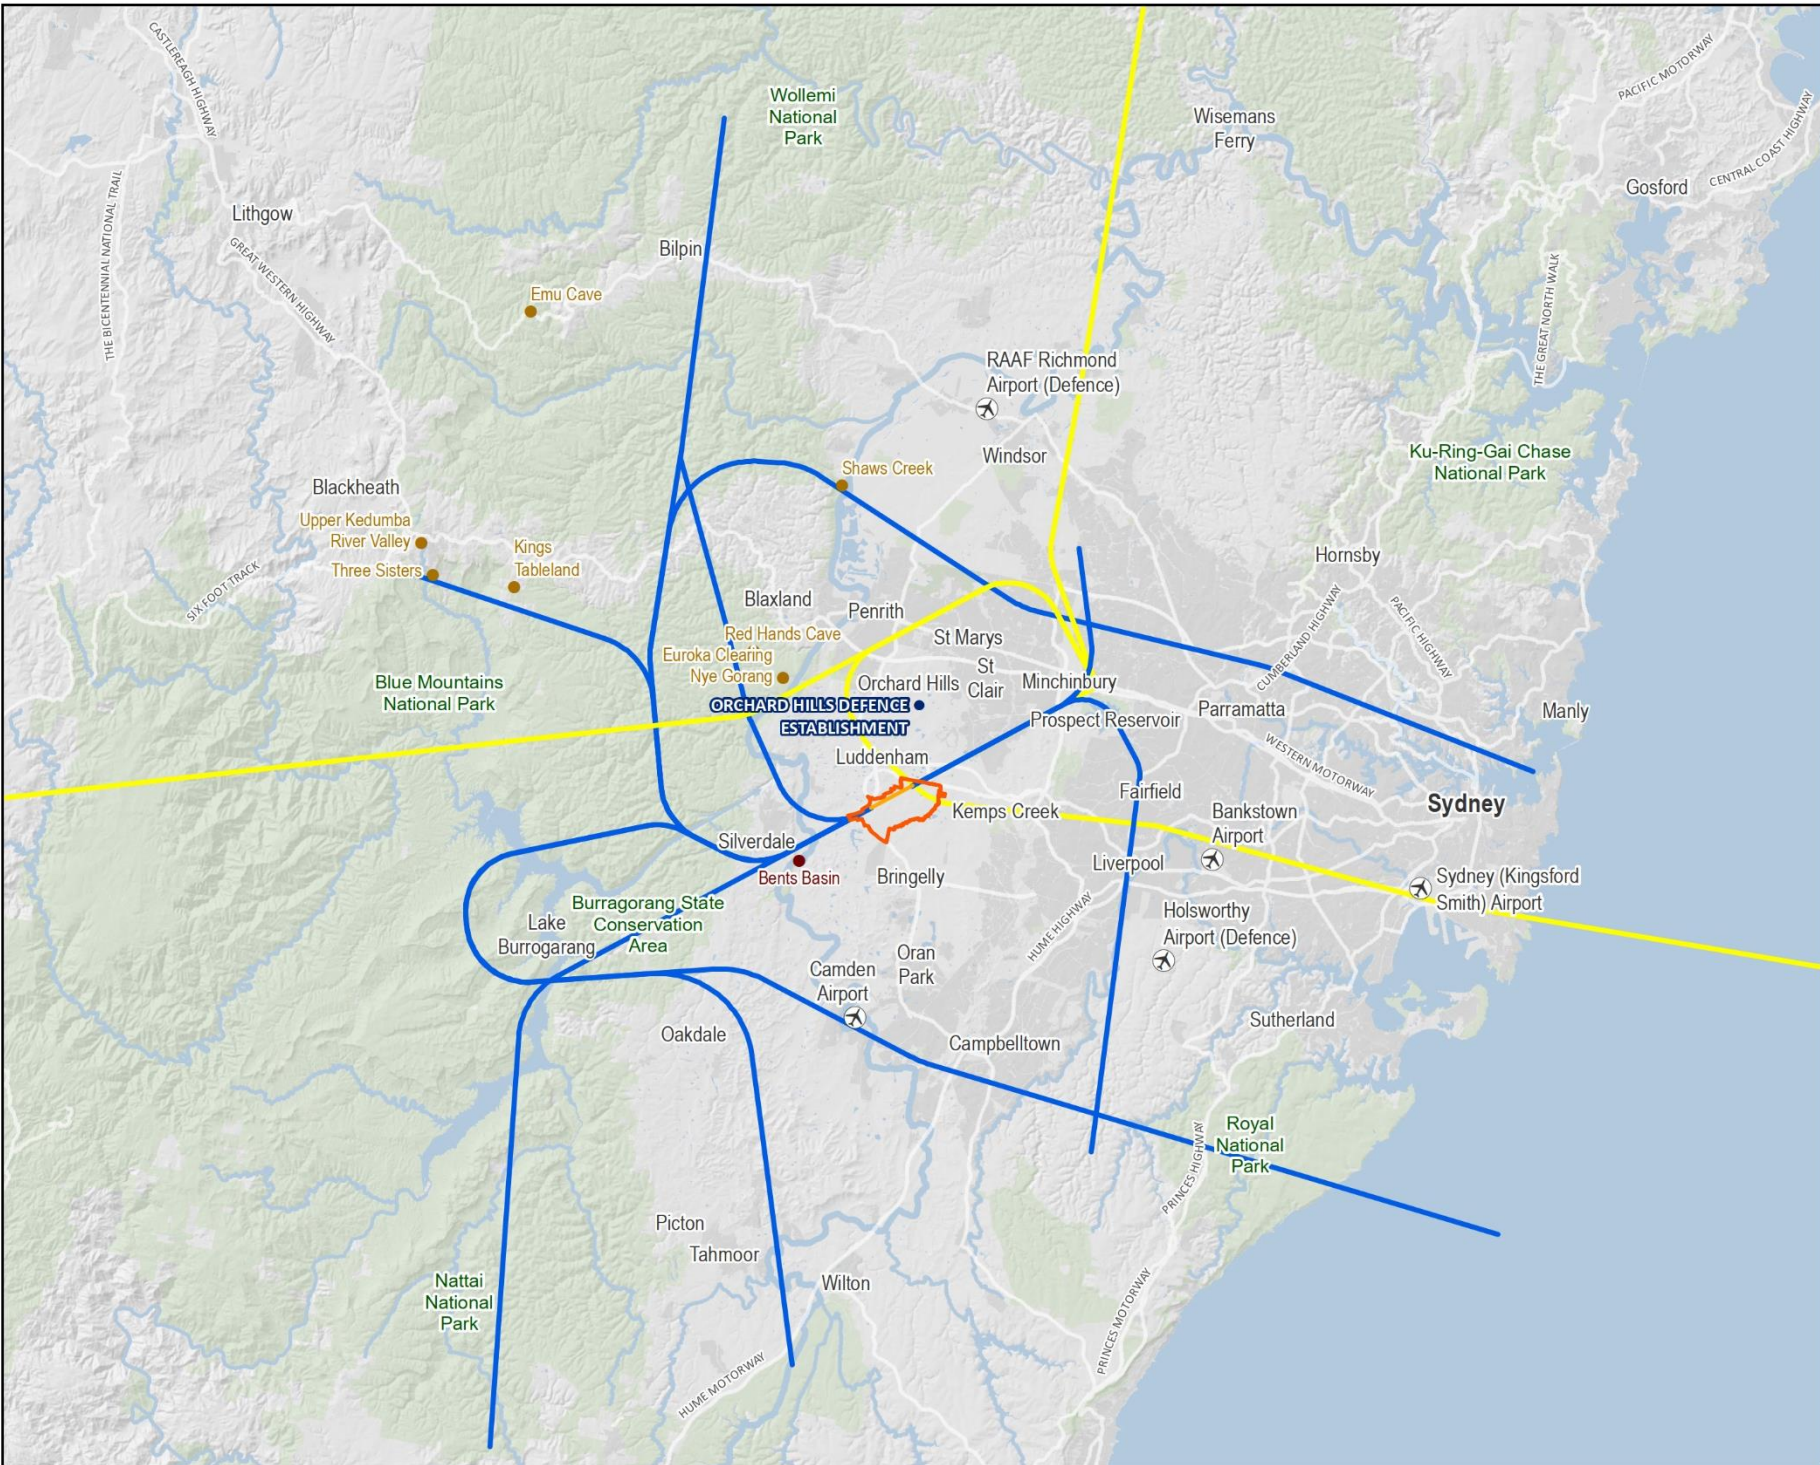 CASTLEREAGH HIGHWAY
PACIFIC MOTORWAY
CENTRAL COAST HIGHWAY
Wollemi
National
Park
Wisemans
Ferry
Gosford
Lithgow
THE BICENTENNIAL NATIONAL TRAIL
GREAT WESTERN HIGHWAY
Bilpin
Emu Cave
THE GREAT NORTH WALK
RAAF Richmond
Airport (Defence)
Windsor
Ku-Ring-Gai Chase
National Park
Shaws Creek
Blackheath
Upper Kedumba
River Valley
Three Sisters
Kings
Tableland
SIX FOOT TRACK
Hornsby
CUMBERLAND HIGHWAY
PACIFIC HIGHWAY
Blaxland
Penrith
Red Hands Cave
Euroka Clearing
Nye Gorang
St Marys
St
Clair
Orchard Hills
Minchinbury
Blue Mountains
National Park
ORCHARD HILLS DEFENCE
ESTABLISHMENT
Prospect Reservoir
Parramatta
Manly
WESTERN MOTORWAY
Luddenham
Fairfield
Sydney
Kemps Creek
Bankstown
Airport
Silverdale
Bents Basin
Bringelly
Liverpool
Sydney (Kingsford
Smith) Airport
HUME HIGHWAY
Burragorang State
Conservation
Area
Lake
Burrogarang
Holsworthy
Airport (Defence)
Oran
Park
Camden
Airport
Oakdale
Campbelltown
Sutherland
Royal
National
Park
PRINCES HIGHWAY
Picton
Tahmoor
Wilton
Nattai
National
Park
PRINCES MOTORWAY
HUME MOTORWAY